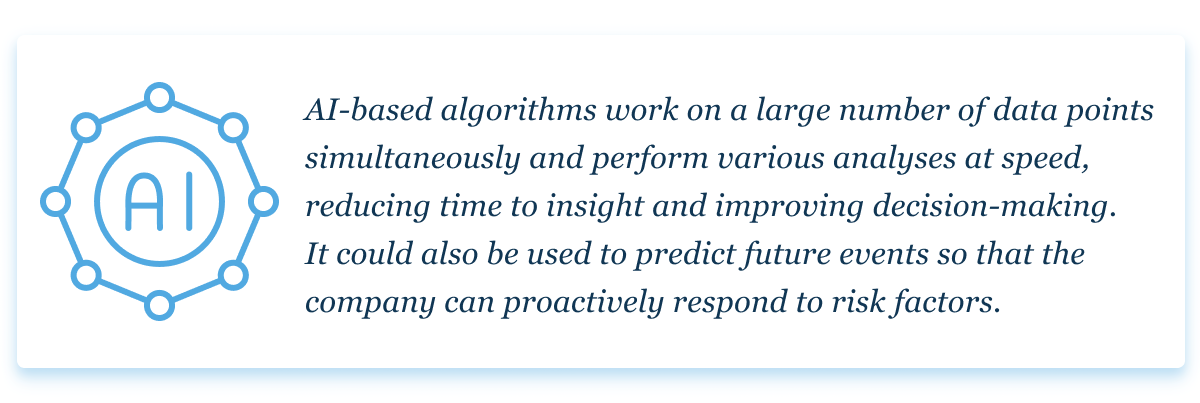 AI
AI-based algorithms work on a large number of data points
simultaneously and perform various analyses at speed,
reducing time to insight and improving decision-making.
It could also be used to predict future events so that the
company can proactively respond to risk factors.